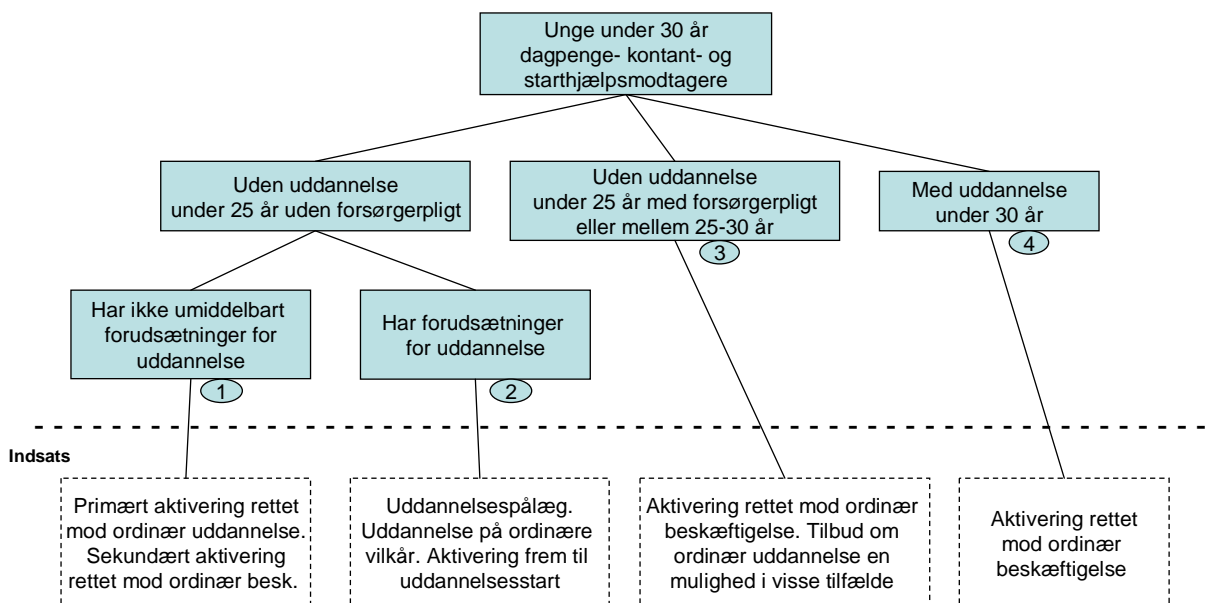 Unge under 30 år
dagpenge- kontant- og
starthjælpsmodtagere
Uden uddannelse
under 25 år uden forsørgerpligt
Uden uddannelse
under 25 år med forsørgerpligt
eller mellem 25-30 år
3
Med uddannelse
under 30 år
4
Har ikke umiddelbart
forudsætninger for
uddannelse
1
Har forudsætninger
for uddannelse
2
Indsats
Primært aktivering rettet
mod ordinær uddannelse.
Sekundært aktivering
rettet mod ordinær besk.
Uddannelsespålæg.
Uddannelse på ordinære
vilkår. Aktivering frem til
uddannelsesstart
Aktivering rettet mod ordinær
beskæftigelse. Tilbud om
ordinær uddannelse en
mulighed i visse tilfælde
Aktivering rettet
mod ordinær
beskæftigelse